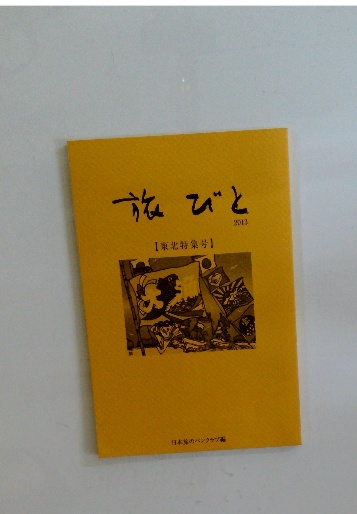 旅びと
2013
【東北特集号】
日本旅のペンクラブ編